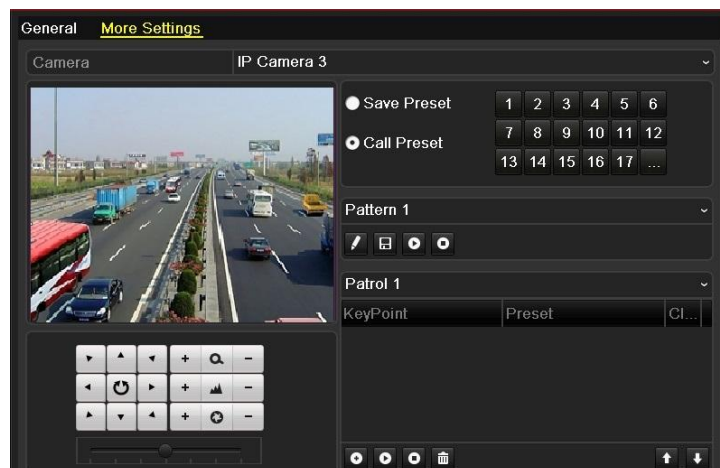 General More Settings
Camera IP Camera 3
Save Preset 1 2 3 4 5 6
Call Preset 7 8 9 10 11 12
13 14 15 16 17 ...
Pattern 1
Patrol 1
KeyPoint Preset Cl...